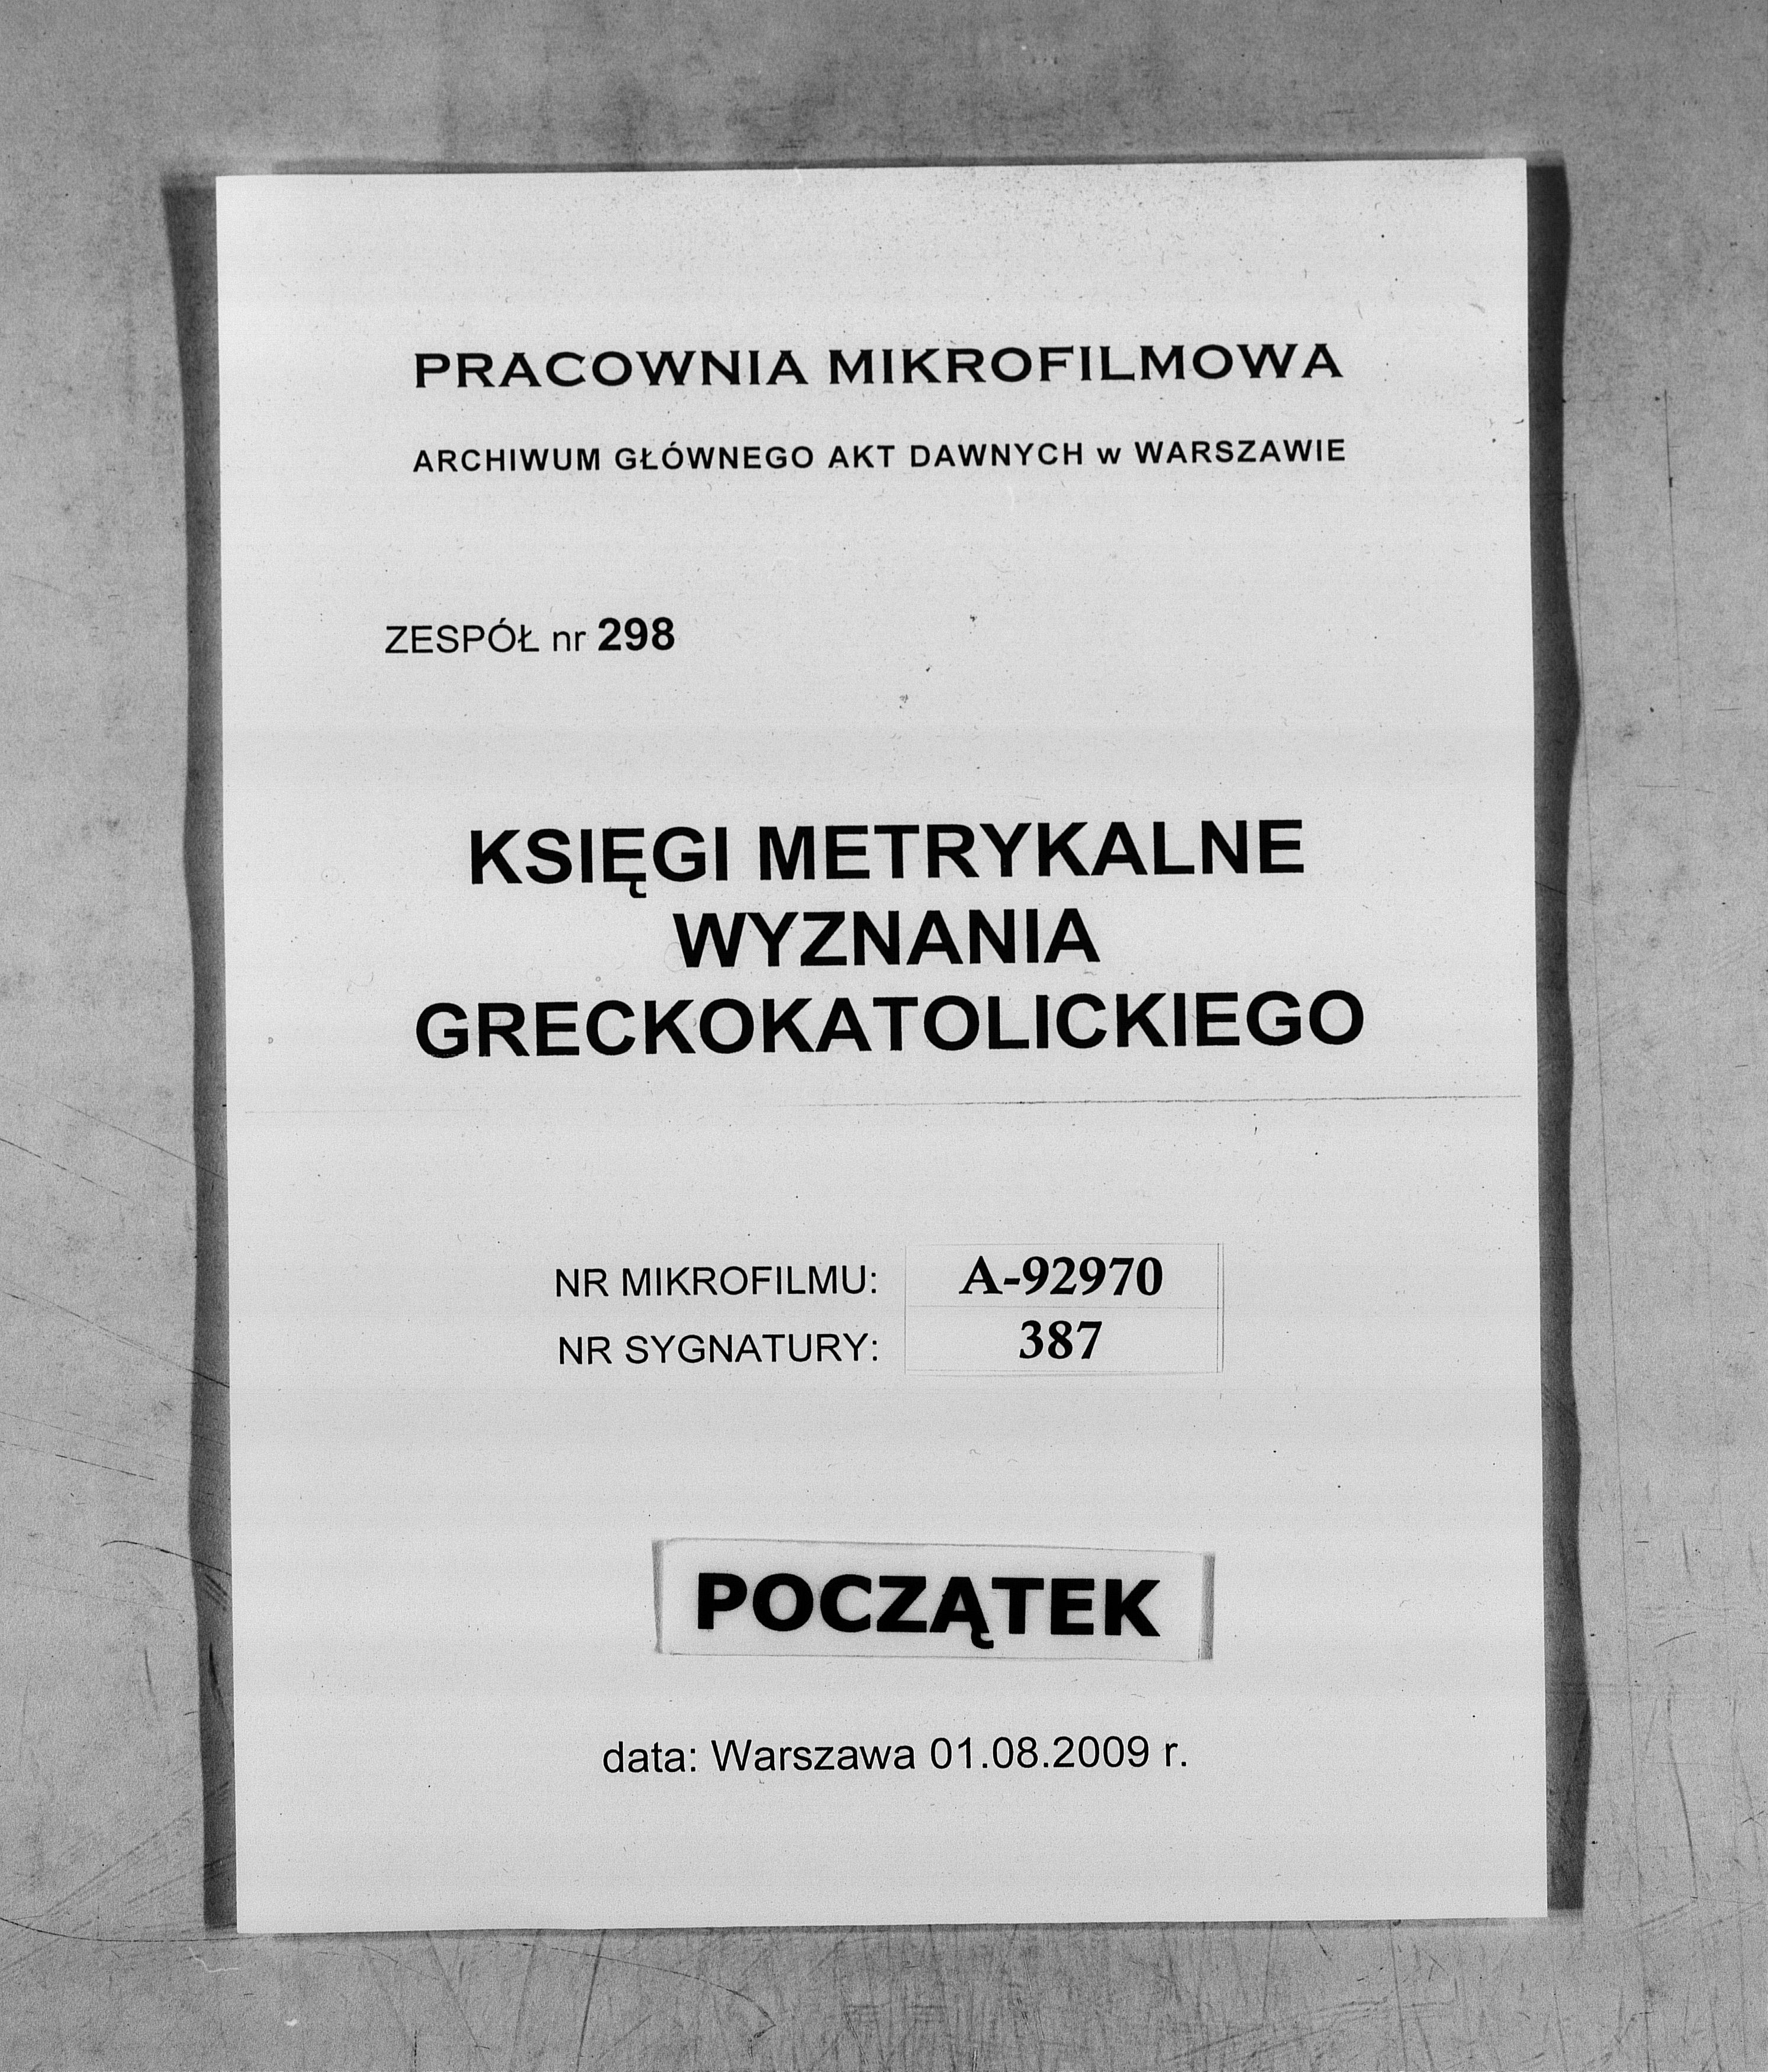 PRACOWNIA MIKROFILMOWA
ARCHIWUM GŁÓWNEGO AKT DAWNYCH w WARSZAWIE
ZESPÓŁ nr 298
KSIĘGI METRYKALNE
WYZNANIA
GRECKOKATOLICKIEGO
NR MIKROFILMU: A-92970
NR SYGNATURY: 387
POCZĄTEK
data: Warszawa 01.08.2009 r.